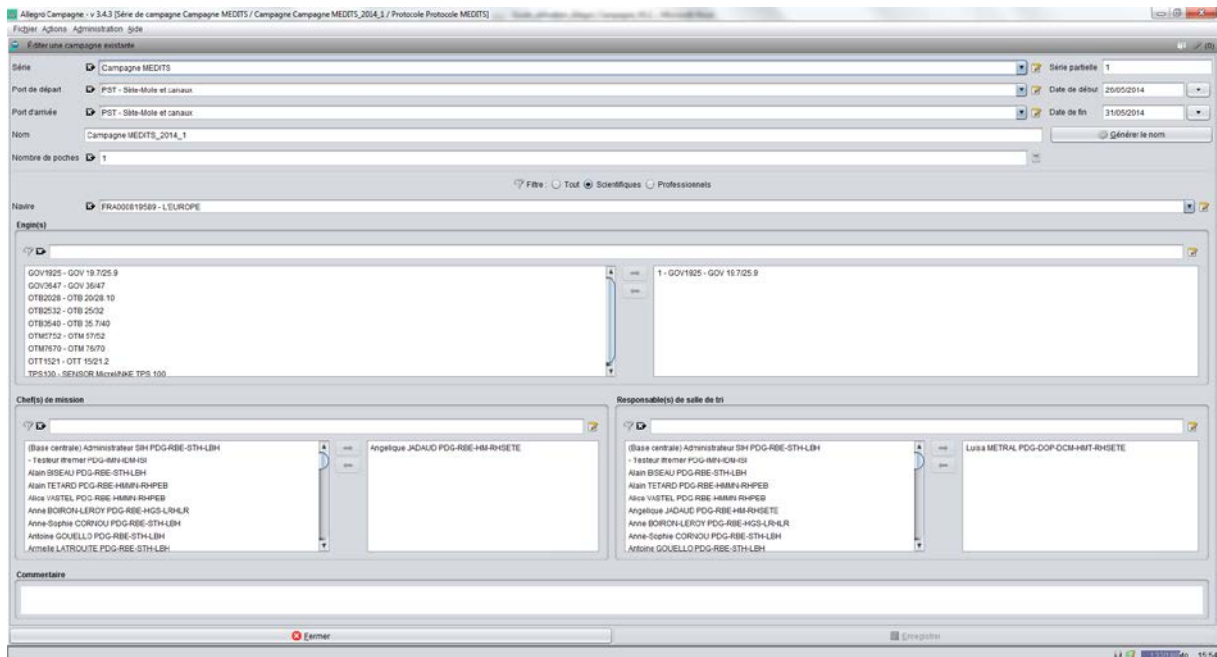 Allegro Campagne - v 3.4.3 [Série de campagne Campagne MEDITS / Campagne Campagne MEDITS_2014_1 / Protocole Protocole MEDITS]
Fichier Actions Administration Aide
Éditer une campagne existante (0)
Série Campagne MEDITS Série partielle 1
Port de départ PST - Sète-Mole et canaux Date de début 26/05/2014
Port d'arrivée PST - Sète-Mole et canaux Date de fin 31/05/2014
Nom Campagne MEDITS_2014_1 Générer le nom
Nombre de poches 1
Filtre : Tout Scientifiques Professionnels
Navire FRA000819589 - L'EUROPE
Engin(s)
GOV1925 - GOV 19.7/25.9 1 - GOV1925 - GOV 19.7/25.9
GOV3647 - GOV 36/47
OTB2028 - OTB 20/28.10
OTB2532 - OTB 25/32
OTB3540 - OTB 35.7/40
OTM5752 - OTM 57/52
OTM7670 - OTM 76/70
OTT1521 - OTT 15/21.2
TPS100 - SENSOR Micrel/NKE TPS 100
Chef(s) de mission Responsable(s) de salle de tri
(Base centrale) Administrateur SIH PDG-RBE-STH-LBH Angelique JADAUD PDG-RBE-HM-RHSETE (Base centrale) Administrateur SIH PDG-RBE-STH-LBH Luisa METRAL PDG-DOP-DCM-HMT-RHSETE
- Testeur Ifremer PDG-IMN-IDM-ISI - Testeur Ifremer PDG-IMN-IDM-ISI
Alain BISEAU PDG-RBE-STH-LBH Alain BISEAU PDG-RBE-STH-LBH
Alain TETARD PDG-RBE-HMMN-RHPEB Alain TETARD PDG-RBE-HMMN-RHPEB
Alice VASTEL PDG-RBE-HMMN-RHPEB Alice VASTEL PDG-RBE-HMMN-RHPEB
Anne BOIRON-LEROY PDG-RBE-HGS-LRHLR Angelique JADAUD PDG-RBE-HM-RHSETE
Anne-Sophie CORNOU PDG-RBE-STH-LBH Anne BOIRON-LEROY PDG-RBE-HGS-LRHLR
Antoine GOUELLO PDG-RBE-STH-LBH Anne-Sophie CORNOU PDG-RBE-STH-LBH
Armelle LATROUITE PDG-RBE-STH-LBH Antoine GOUELLO PDG-RBE-STH-LBH
Commentaire
Fermer Enregistrer
15:54